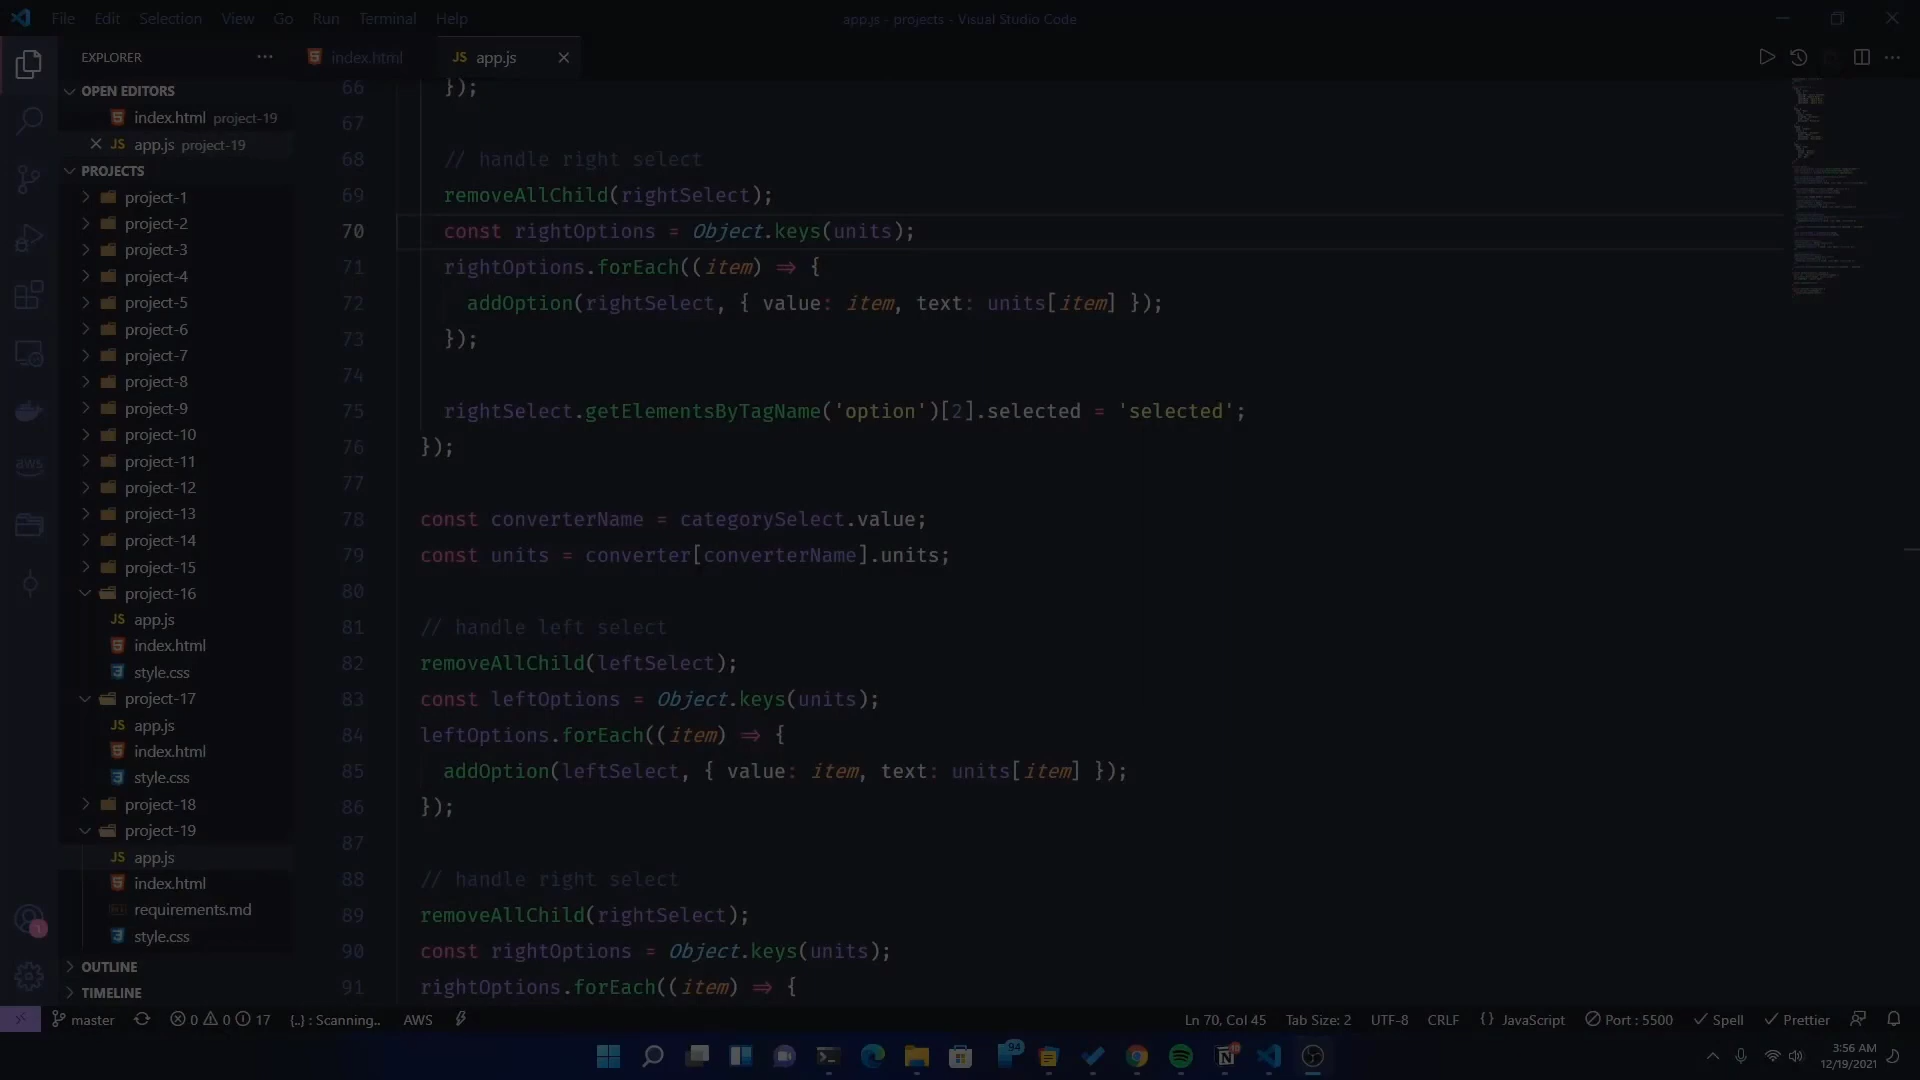 File Edit Selection View Go Run Terminal Help
app.js - projects - Visual Studio Code
EXPLORER
index.html
JS app.js
OPEN EDITORS
index.html project-19
JS app.js project-19
PROJECTS
project-1
project-2
project-3
project-4
project-5
project-6
project-7
project-8
project-9
project-10
project-11
project-12
project-13
project-14
project-15
project-16
JS app.js
index.html
style.css
project-17
JS app.js
index.html
style.css
project-18
project-19
JS app.js
index.html
requirements.md
style.css
OUTLINE
TIMELINE
aws
1
66 });
67
68 // handle right select
69 removeAllChild(rightSelect);
70 const rightOptions = Object.keys(units);
71 rightOptions.forEach((item) => {
72 addOption(rightSelect, { value: item, text: units[item] });
73 });
74
75 rightSelect.getElementsByTagName('option')[2].selected = 'selected';
76 });
77
78 const converterName = categorySelect.value;
79 const units = converter[converterName].units;
80
81 // handle left select
82 removeAllChild(leftSelect);
83 const leftOptions = Object.keys(units);
84 leftOptions.forEach((item) => {
85 addOption(leftSelect, { value: item, text: units[item] });
86 });
87
88 // handle right select
89 removeAllChild(rightSelect);
90 const rightOptions = Object.keys(units);
91 rightOptions.forEach((item) => {
master 0 0 17 {..} : Scanning.. AWS
Ln 70, Col 45 Tab Size: 2 UTF-8 CRLF {} JavaScript Port : 5500 Spell Prettier
94
3:56 AM
12/19/2021